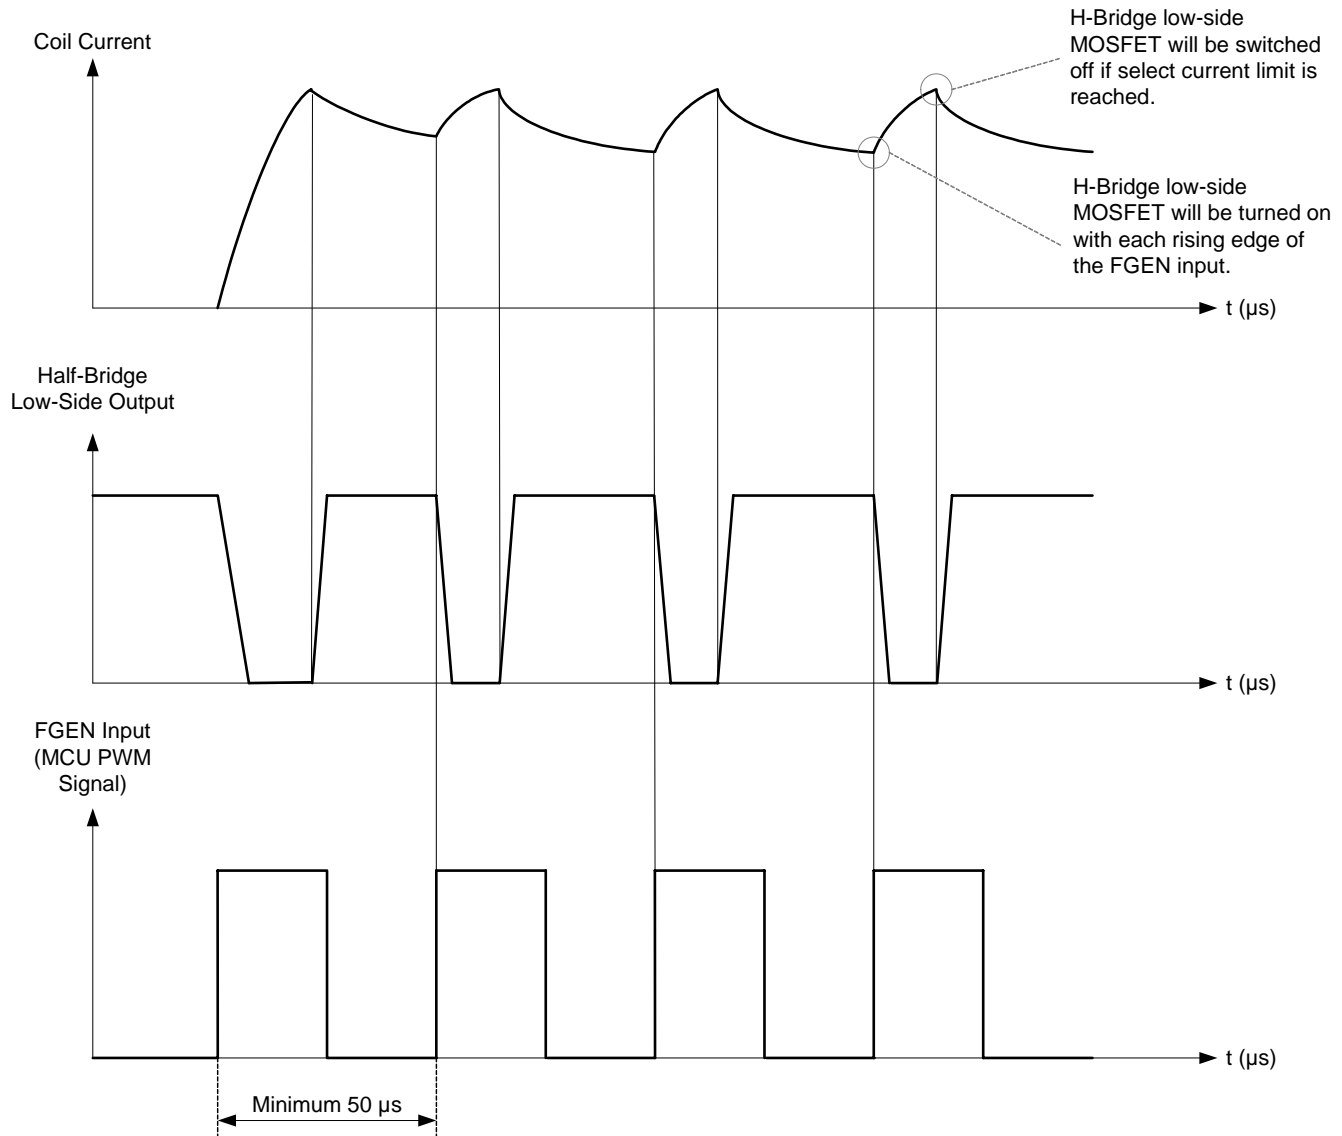 H-Bridge low-side
MOSFET will be switched
off if select current limit is
reached.
Coil Current
H-Bridge low-side
MOSFET will be turned on
with each rising edge of
the FGEN input.
t (µs)
Half-Bridge
Low-Side Output
t (µs)
FGEN Input
(MCU PWM
Signal)
t (µs)
Minimum 50 µs